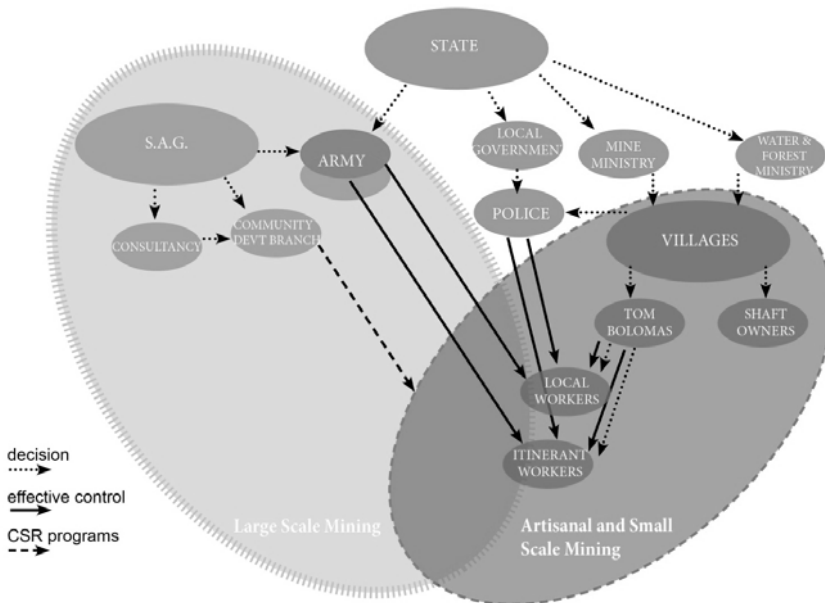 STATE
S.A.G.
ARMY
LOCAL
GOVERNMENT
MINE
MINISTRY
WATER &
FOREST
MINISTRY
CONSULTANCY
COMMUNITY
DEVT BRANCH
POLICE
VILLAGES
TOM
BOLOMAS
SHAFT
OWNERS
LOCAL
WORKERS
ITINERANT
WORKERS
decision
effective control
CSR programs
Large Scale Mining
Artisanal and Small
Scale Mining